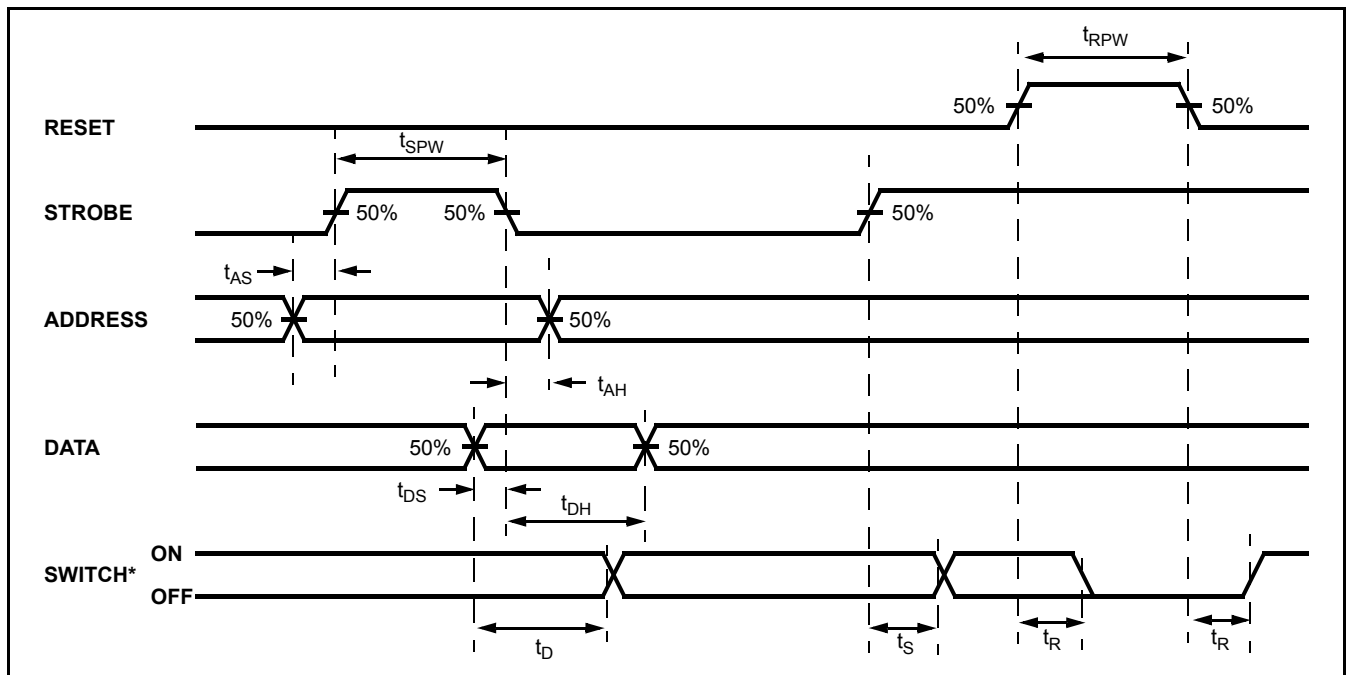 t_RPW
50% 50%
RESET
t_SPW
STROBE 50% 50% 50%
t_AS
ADDRESS 50% 50%
t_AH
DATA 50% 50%
t_DS t_DH
ON
SWITCH*
OFF
t_D t_S t_R t_R